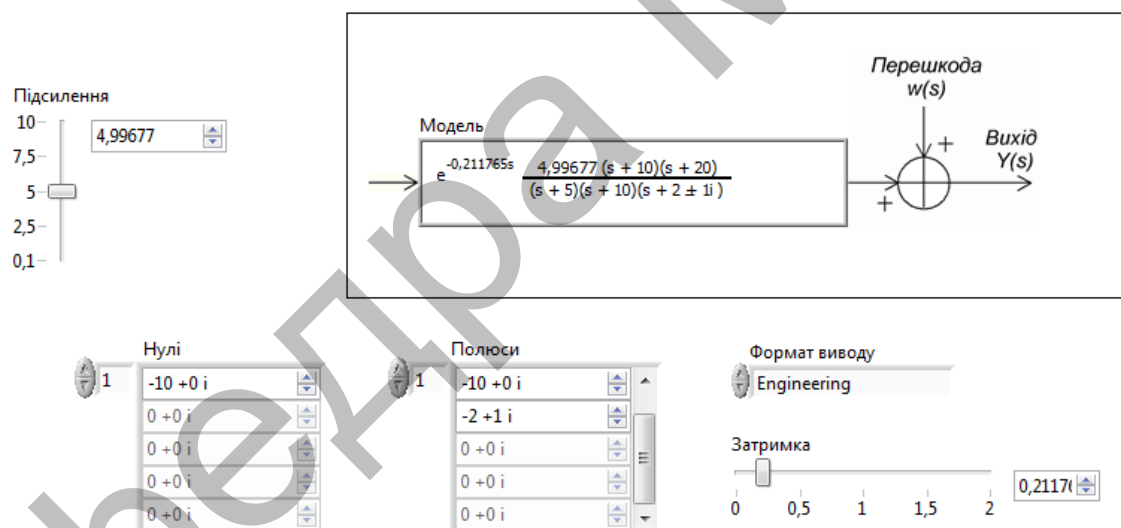 Перешкода
w(s)
Підсилення
10
4,99677
7,5
5
2,5
0,1
Модель
e^-0,211765s 4,99677 (s + 10)(s + 20)
(s + 5)(s + 10)(s + 2 ± 1i )
+
+
Вихід
Y(s)
Нулі
1
-10 +0 i
0 +0 i
0 +0 i
0 +0 i
0 +0 i
Полюси
1
-10 +0 i
-2 +1 i
0 +0 i
0 +0 i
0 +0 i
Формат виводу
Engineering
Затримка
0,2117
0 0,5 1 1,5 2